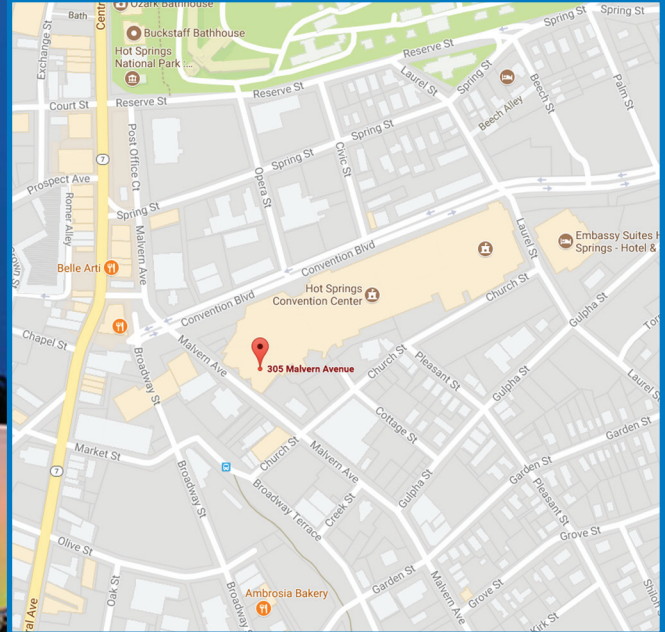 Ozark Bathhouse
Bath
Centr
Exchange St
Buckstaff Bathhouse
Hot Springs
National Park ...
Spring St
Spring St
Reserve St
Laurel St
Spring St
Beech St
Palm St
Beech Alley
Court St
Reserve St
Reserve St
Post Office Ct
7
Spring St
Civic St
Opera St
Prospect Ave
Romer Alley
Spring St
Malvern Ave
Laurel St
Embassy Suites H
Springs - Hotel &
Belle Arti
Convention Blvd
Hot Springs
Convention Center
Church St
Gulpha St
Convention Blvd
Chapel St
Malvern Ave
Broadway St
305 Malvern Avenue
Church St
Pleasant St
Gulpha St
Laurel S
Cottage St
Garden St
Market St
Church St
Malvern Ave
7
Broadway St
Gulpha St
Garden St
Pleasant St
Broadway Terrace
Creek St
Grove St
Olive St
Oak St
Garden St
Malvern Ave
Grove St
Shiloh
Ambrosia Bakery
Kirk St
ral Ave